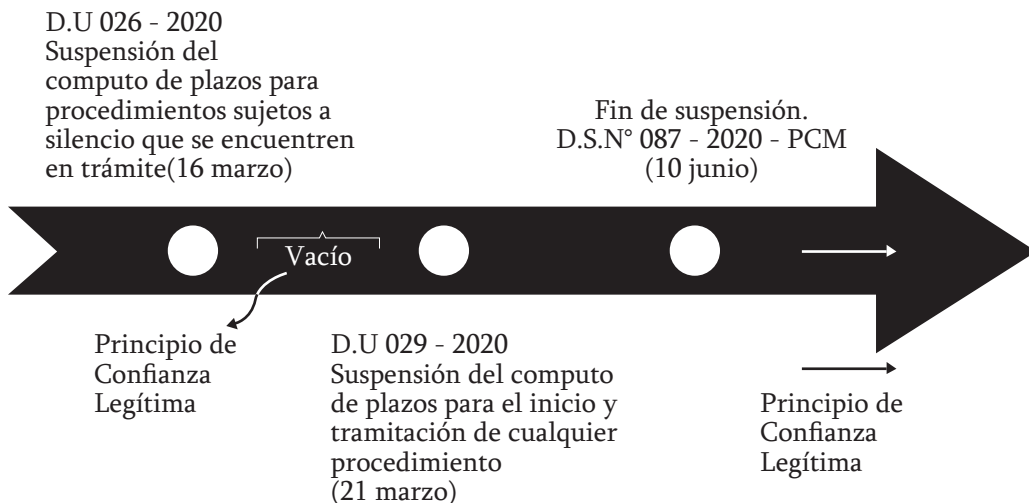 D.U 026 - 2020
Suspensión del
computo de plazos para
procedimientos sujetos a
silencio que se encuentren
en trámite(16 marzo)
Fin de suspensión.
D.S.N° 087 - 2020 - PCM
(10 junio)
Vacío
Principio de
Confianza
Legítima
D.U 029 - 2020
Suspensión del computo
de plazos para el inicio y
tramitación de cualquier
procedimiento
(21 marzo)
Principio de
Confianza
Legítima